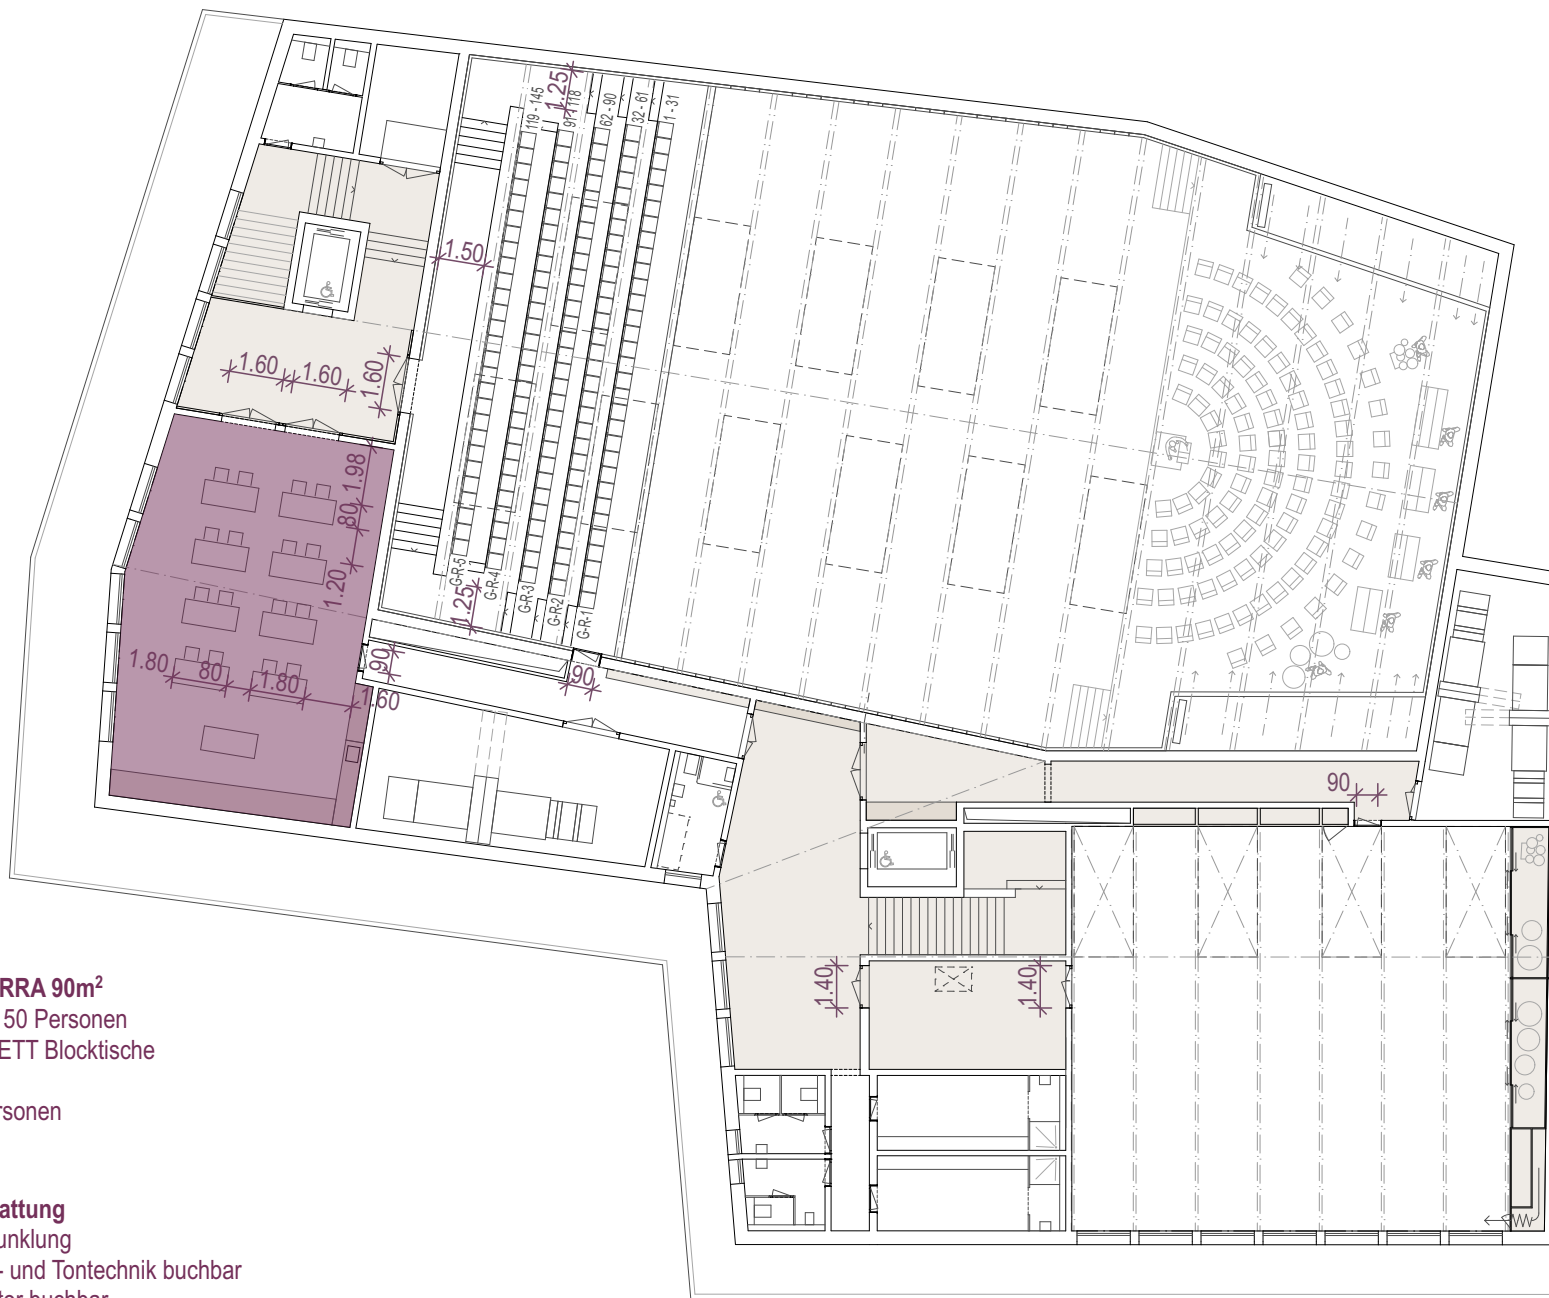 119 - 145
91 - 118
62 - 90
32 - 61
1 - 31
1.25
1.50
1.60
1.60
1.60
1.98
80
1.20
G-R-5
G-R-4
G-R-3
G-R-2
G-R-1
1.25
90
90
1.80
80
1.80
1.60
90
1.40
1.40
RRA 90m²
50 Personen
ETT Blocktische
rsonen
attung
unklung
- und Tontechnik buchbar
ter buchbar